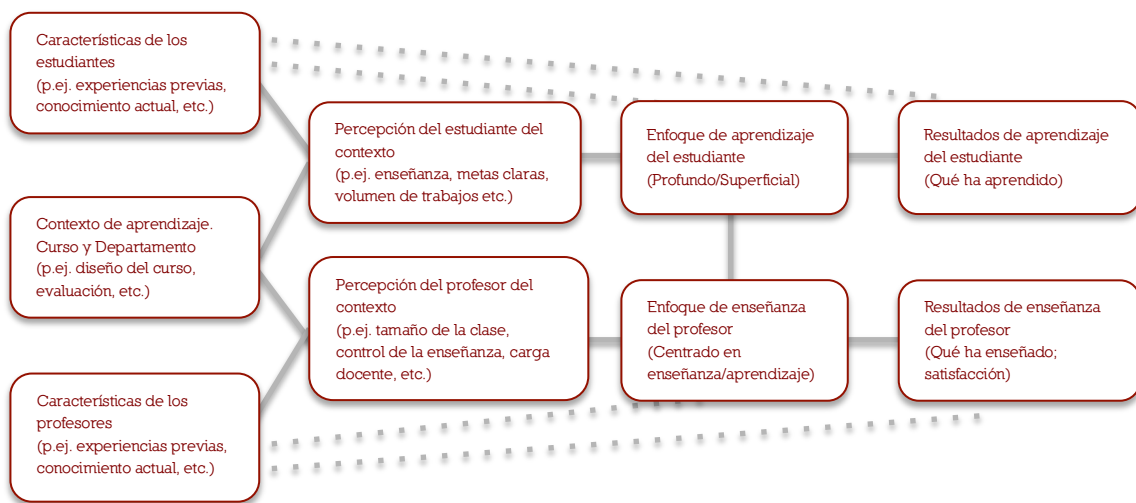 Características de los
estudiantes
(p.ej. experiencias previas,
conocimiento actual, etc.)
Contexto de aprendizaje.
Curso y Departamento
(p.ej. diseño del curso,
evaluación, etc.)
Características de los
profesores
(p.ej. experiencias previas,
conocimiento actual, etc.)
Percepción del estudiante del
contexto
(p.ej. enseñanza, metas claras,
volumen de trabajos etc.)
Percepción del profesor del
contexto
(p.ej. tamaño de la clase,
control de la enseñanza, carga
docente, etc.)
Enfoque de aprendizaje
del estudiante
(Profundo/Superficial)
Enfoque de enseñanza
del profesor
(Centrado en
enseñanza/aprendizaje)
Resultados de aprendizaje
del estudiante
(Qué ha aprendido)
Resultados de enseñanza
del profesor
(Qué ha enseñado;
satisfacción)